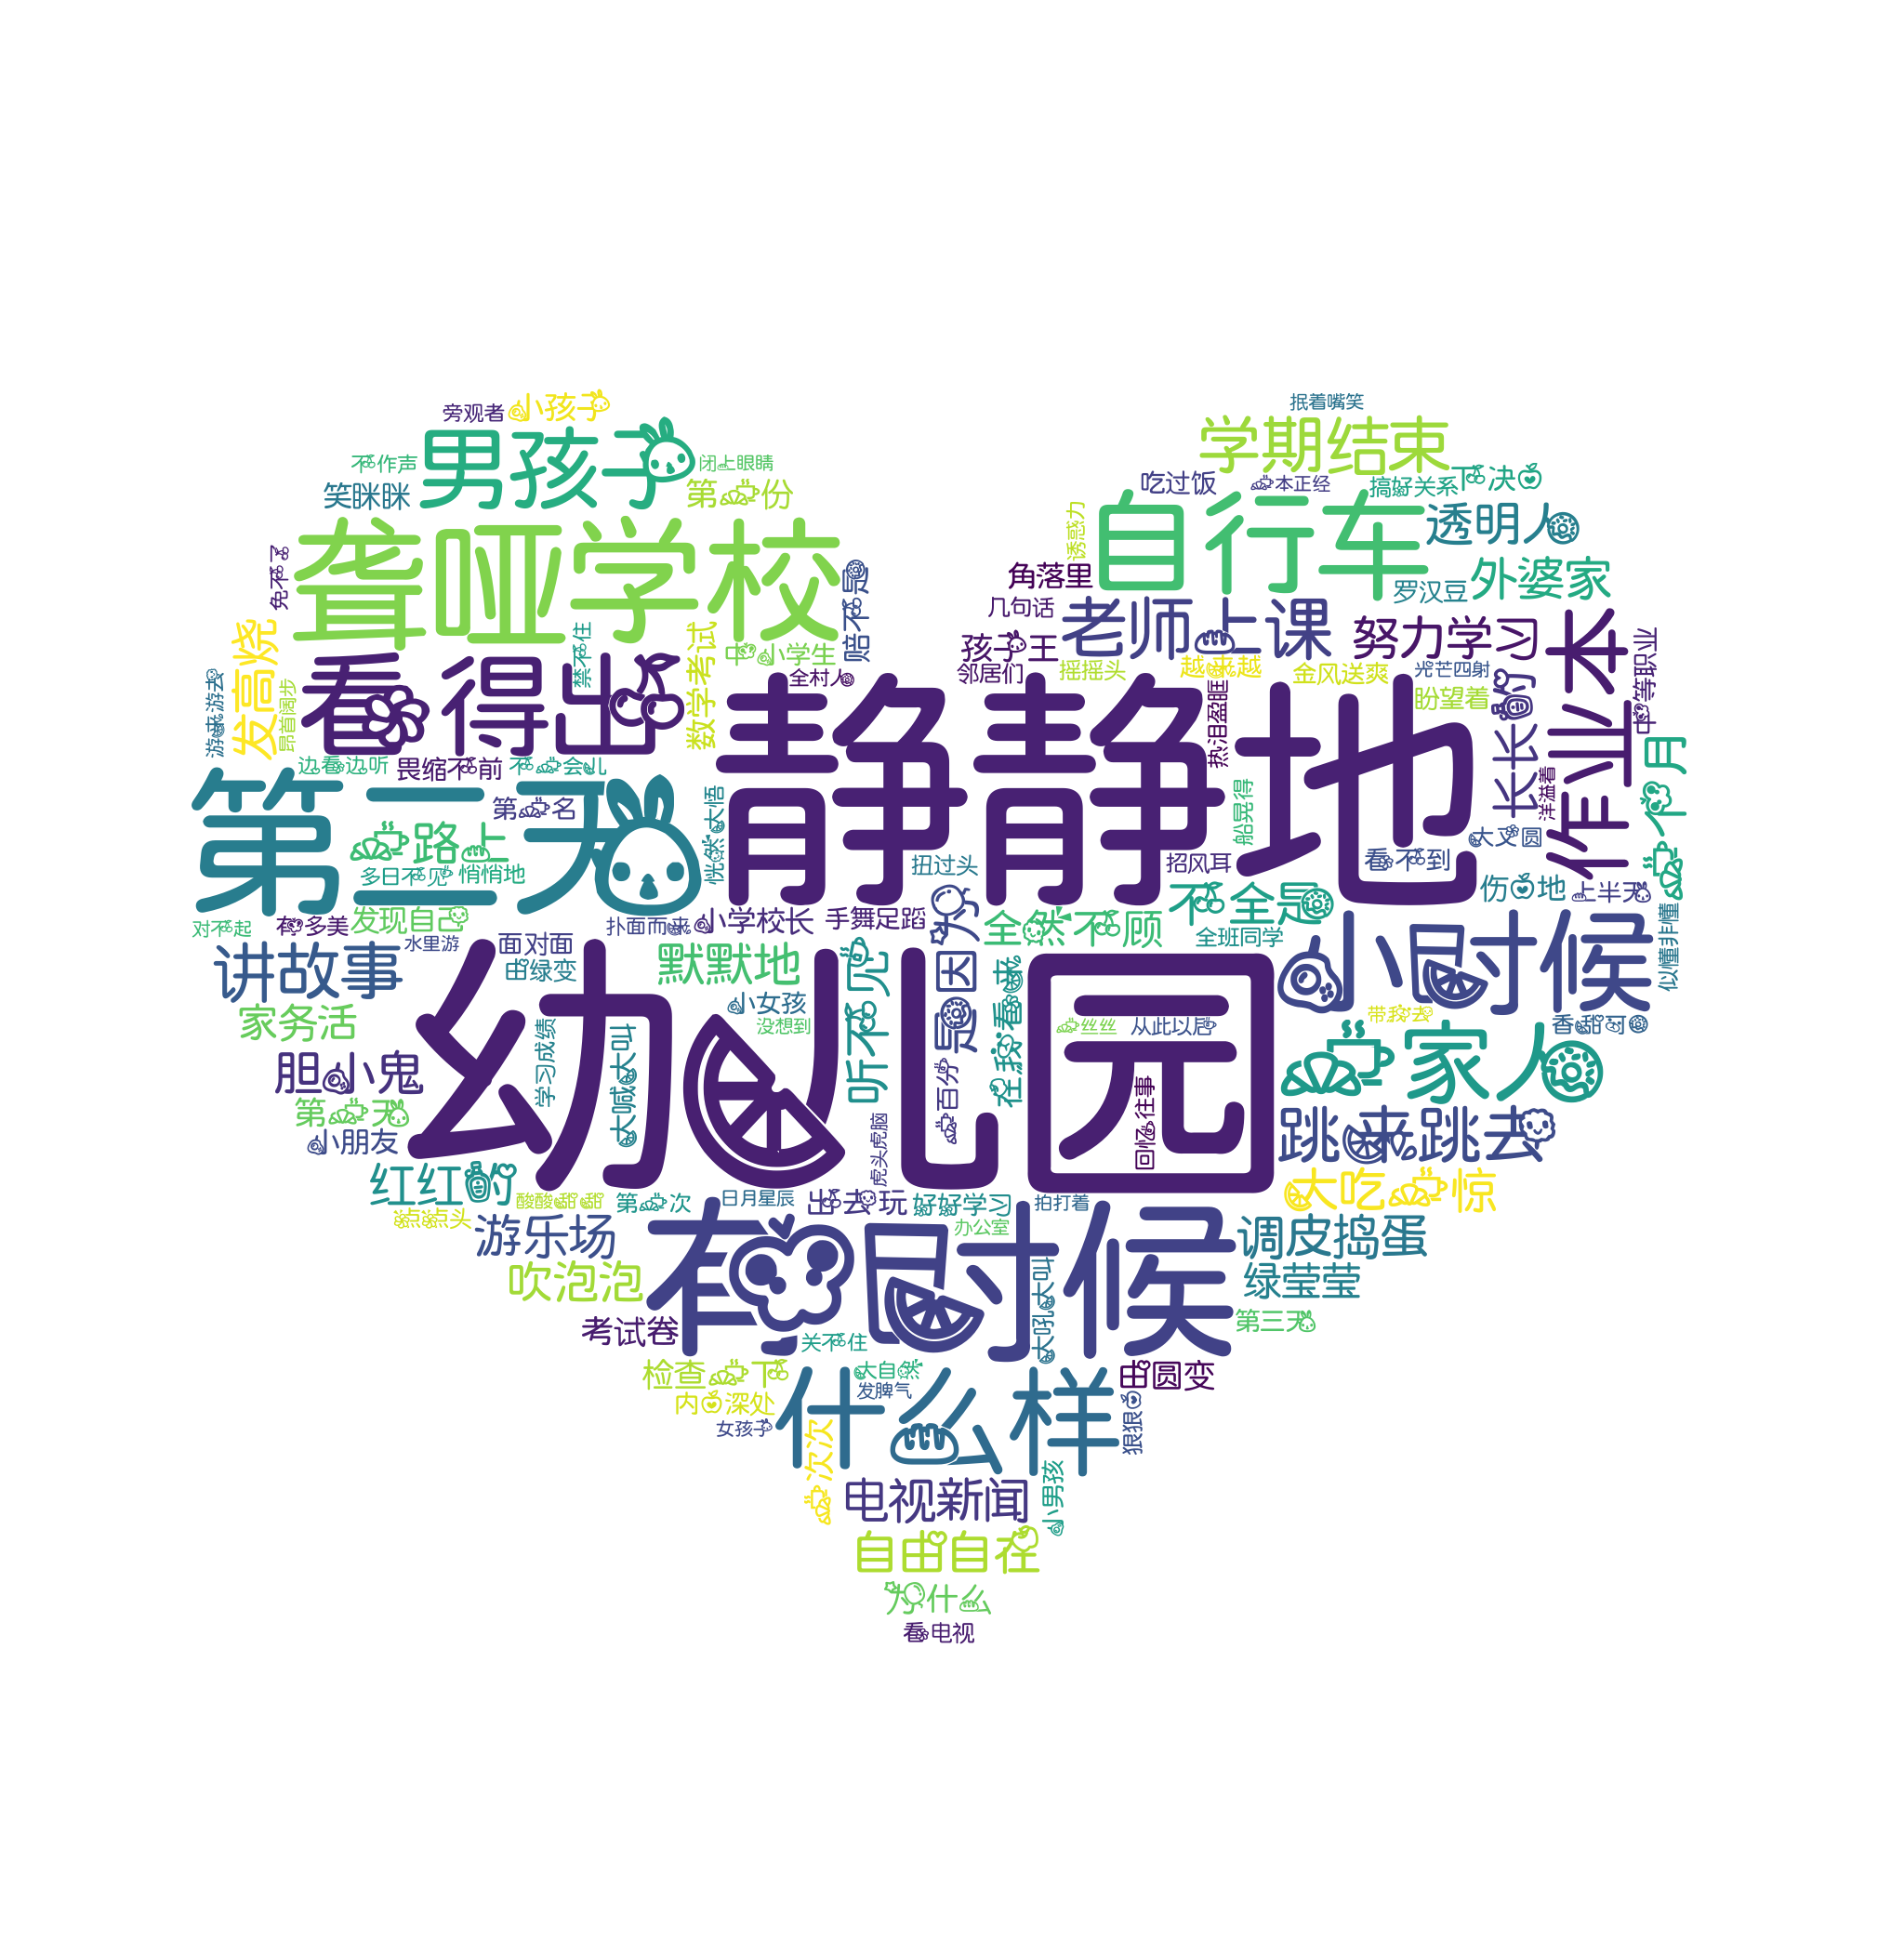 抿着嘴笑
旁观者
小孩子
男孩子
学期结束
不作声
闭上眼睛
笑眯眯
第一份
吃过饭
一本正经
搞好关系
下决心
聋哑学校
自行车
诱惑力
透明人
免不了
赔不是
角落里
罗汉豆
外婆家
几句话
老师上课
努力学习
作业本
中等职业
发高烧
禁不住
数学考试
中小学生
孩子王
邻居们
摇摇头
越来越
金风送爽
光芒四射
看得出
全村人
热泪盈眶
盼望着
长长的
游来游去
昂首阔步
静静地
边看边听
畏缩不前
不一会儿
一个月
洋溢着
第二天
第一名
恍然大悟
船晃得
大又圆
一路上
多日不见
悄悄地
扭过头
招风耳
看不到
伤心地
上半天
对不起
有多美
发现自己
扑面而来
小学校长
手舞足蹈
是因为
全然不顾
不全是
全班同学
小时候
似懂非懂
水里游
讲故事
面对面
由绿变
默默地
听不见
在我看来
幼儿园
家务活
小女孩
没想到
一丝丝
从此以后
带我去
香甜可口
学习成绩
大喊大叫
一家人
胆小鬼
一百分
回忆往事
第一天
小朋友
虎头虎脑
跳来跳去
红红的
酸酸甜甜
第一次
日月星辰
出去玩
好好学习
拍打着
大吃一惊
点点头
游乐场
有时候
办公室
调皮捣蛋
吹泡泡
大吼大叫
绿莹莹
考试卷
关不住
第三天
检查一下
大自然
由圆变
内心深处
发脾气
什么样
狠狠心
女孩子
一次次
电视新闻
小男孩
自由自在
为什么
看电视